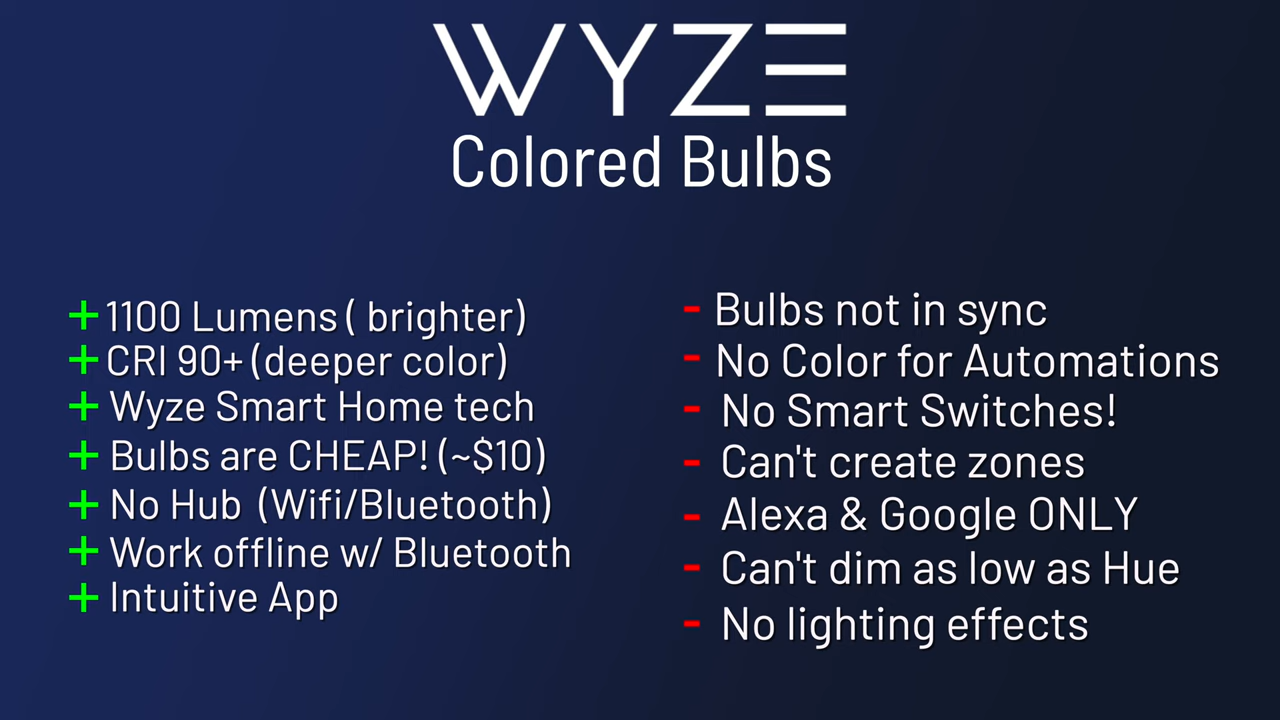 WYZE
Colored Bulbs
+ 1100 Lumens ( brighter)
+ CRI 90+ (deeper color)
+ Wyze Smart Home tech
+ Bulbs are CHEAP! (~$10)
+ No Hub (Wifi/Bluetooth)
+ Work offline w/ Bluetooth
+ Intuitive App
- Bulbs not in sync
- No Color for Automations
- No Smart Switches!
- Can't create zones
- Alexa & Google ONLY
- Can't dim as low as Hue
- No lighting effects